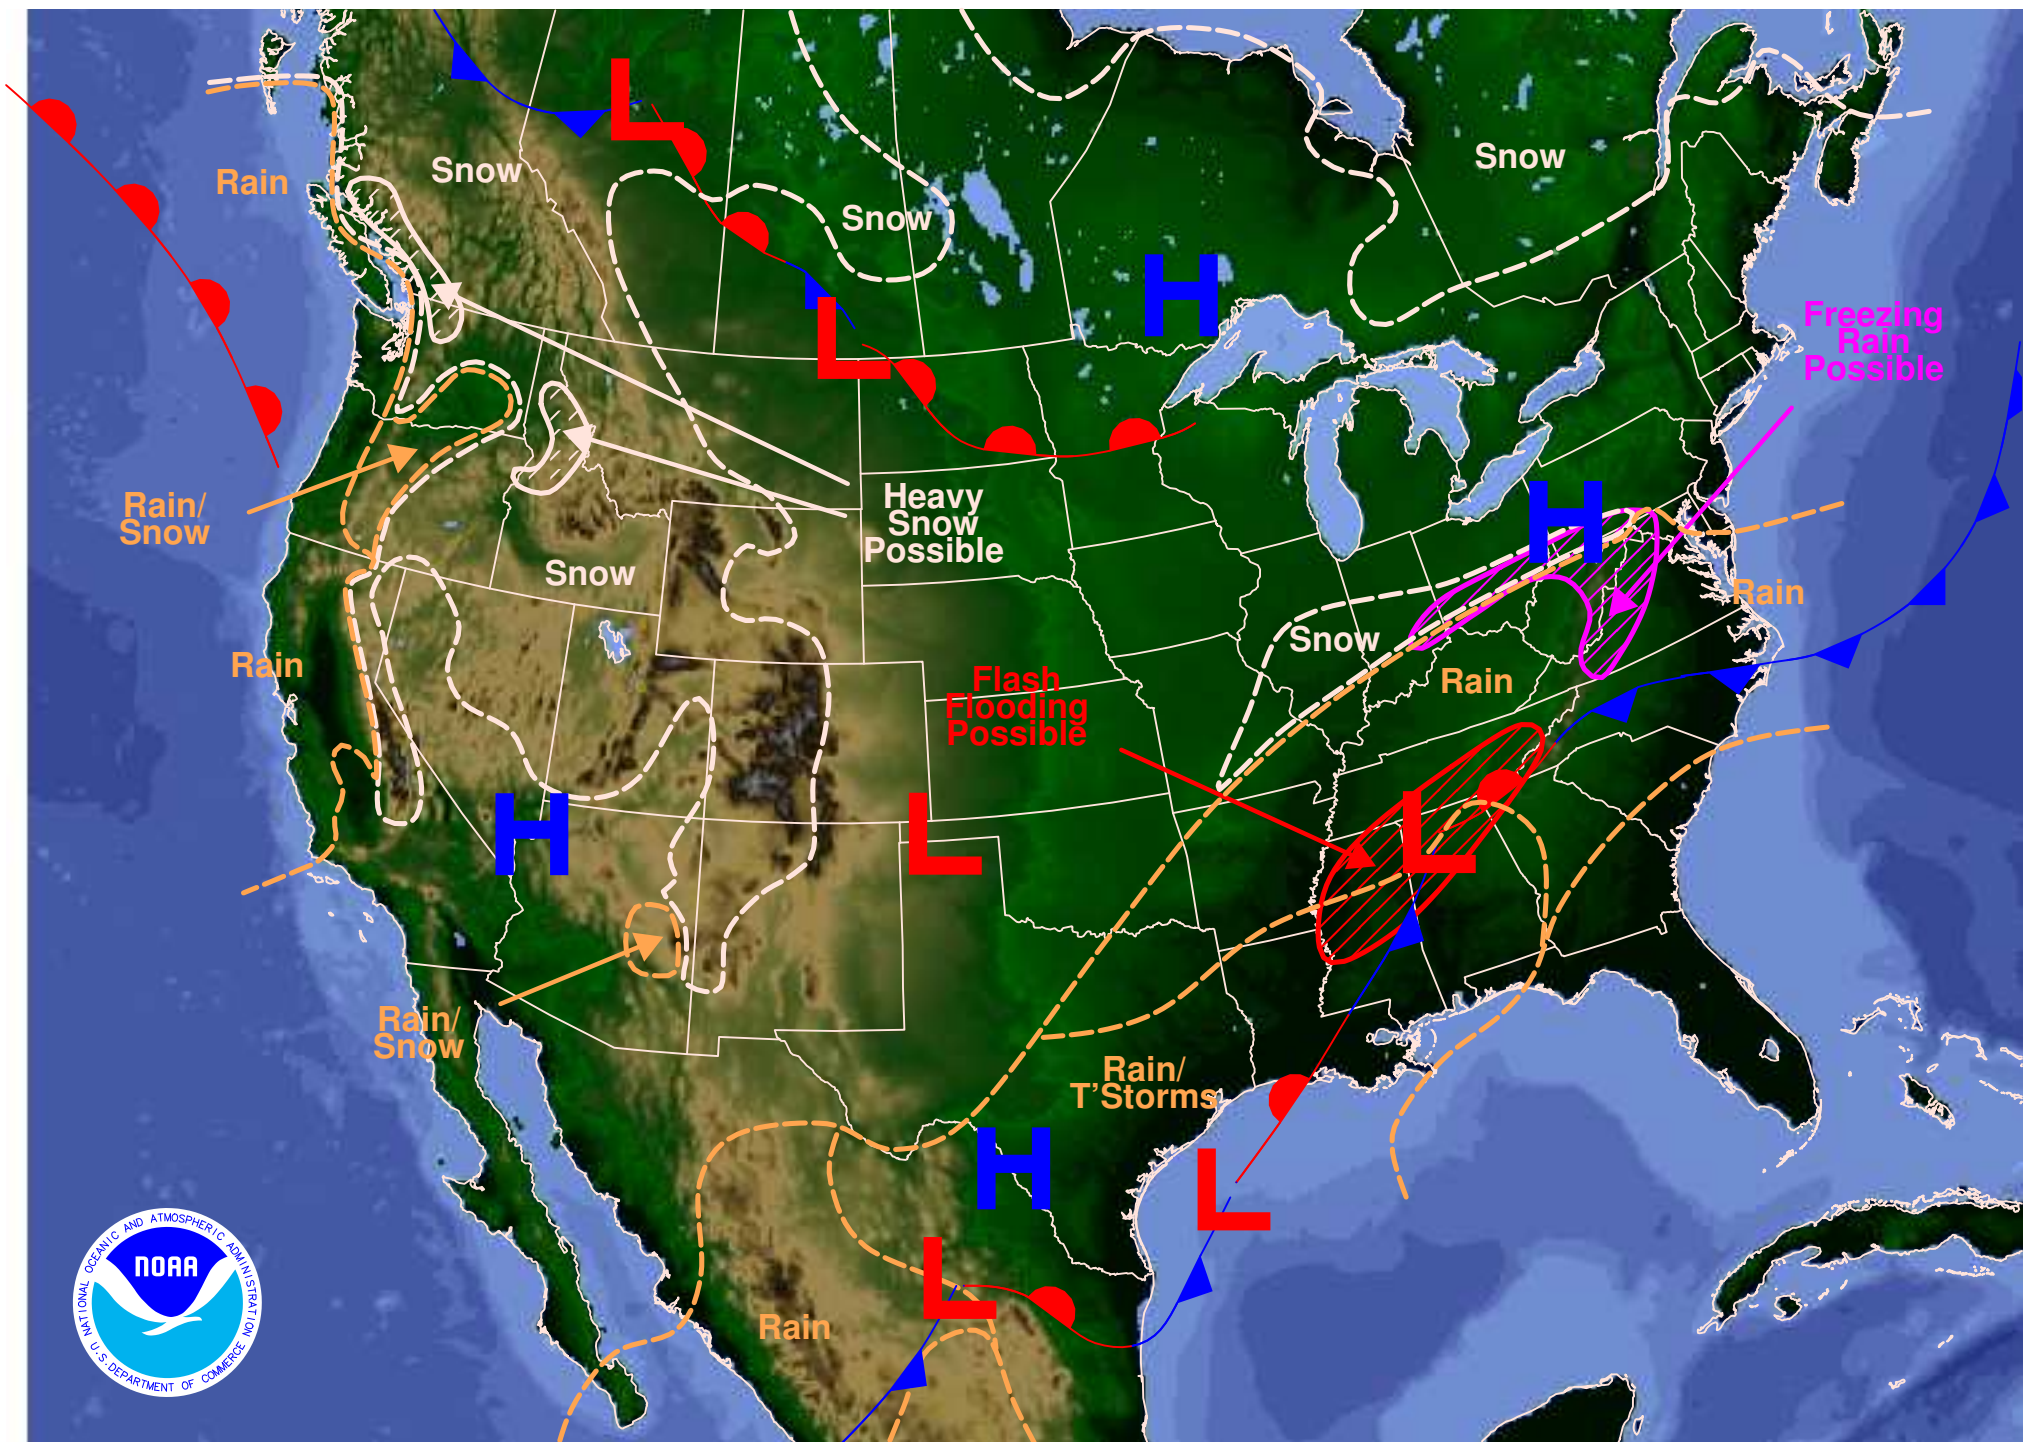 L
Snow
Snow
Rain
Snow
H
L
Freezing
Rain
Possible
Rain/
Snow
Heavy
Snow
Possible
H
Snow
Rain
Snow
Rain
Rain
Flash
Flooding
Possible
H
L
L
Rain/
Snow
Rain/
T'Storms
H
L
L
Rain
NATIONAL OCEANIC AND ATMOSPHERIC ADMINISTRATION
NOAA
U.S. DEPARTMENT OF COMMERCE